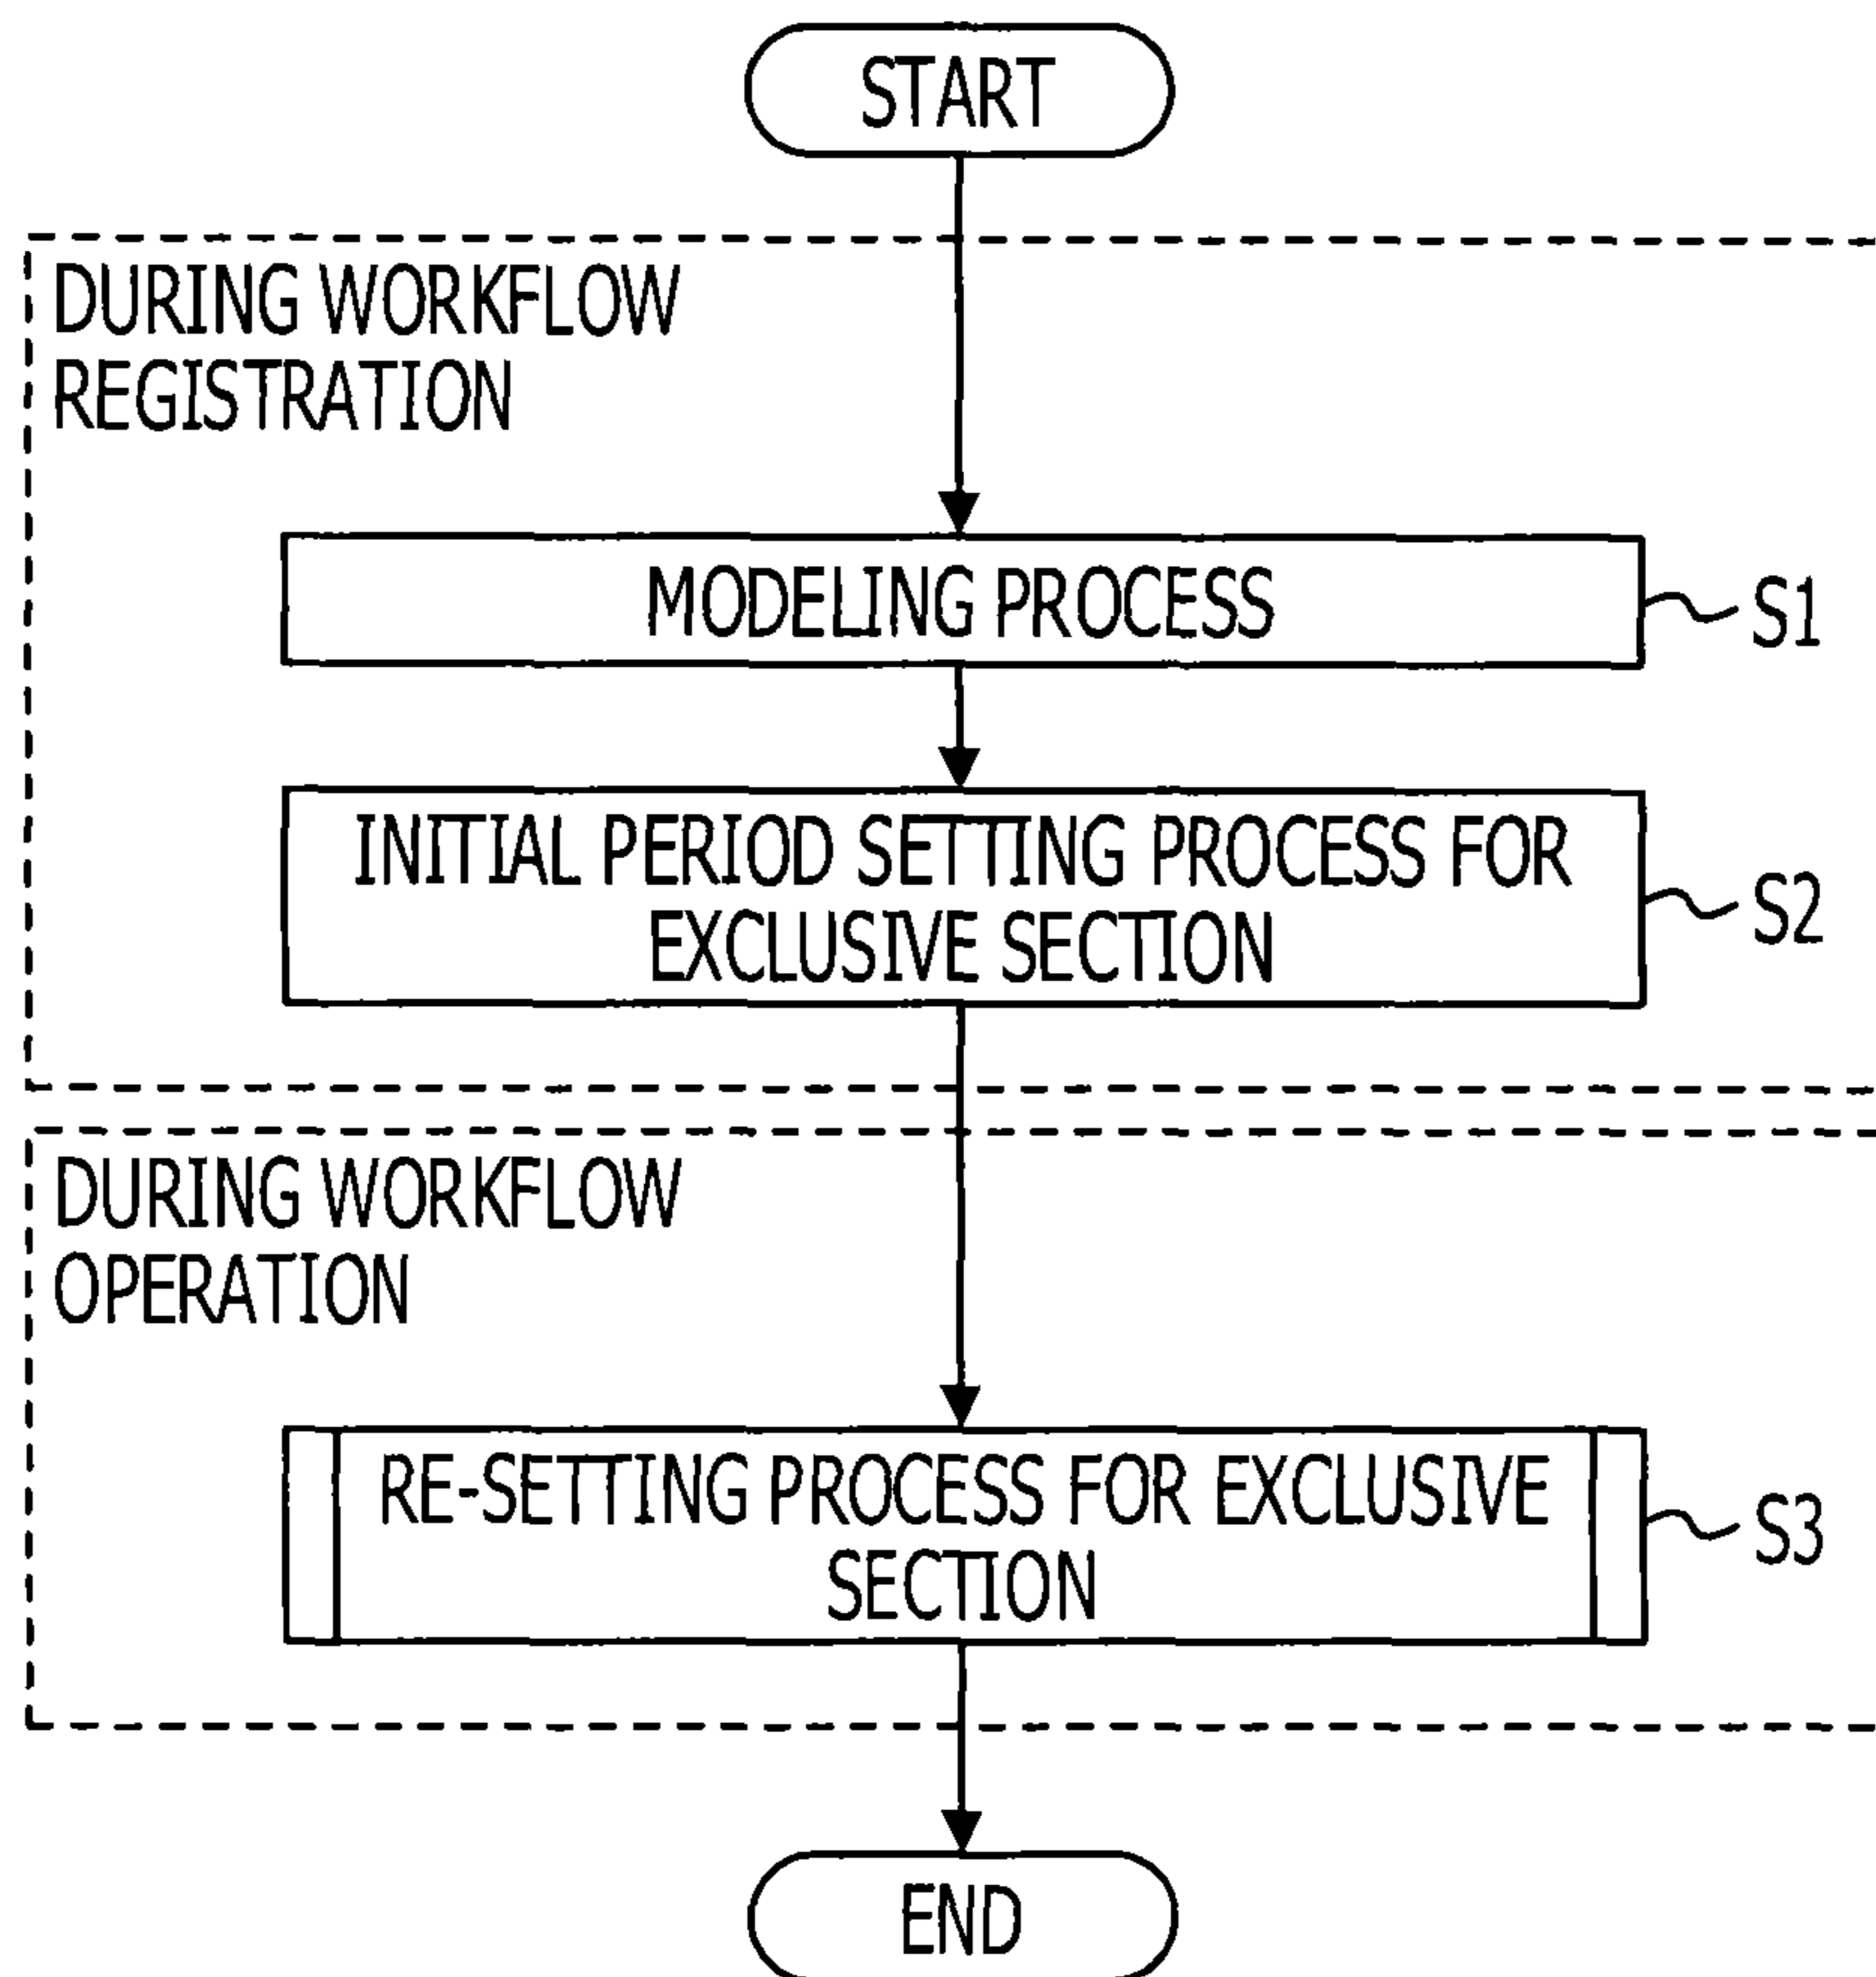 START
DURING WORKFLOW
REGISTRATION
MODELING PROCESS
S1
INITIAL PERIOD SETTING PROCESS FOR
EXCLUSIVE SECTION
S2
DURING WORKFLOW
OPERATION
RE-SETTING PROCESS FOR EXCLUSIVE
SECTION
S3
END